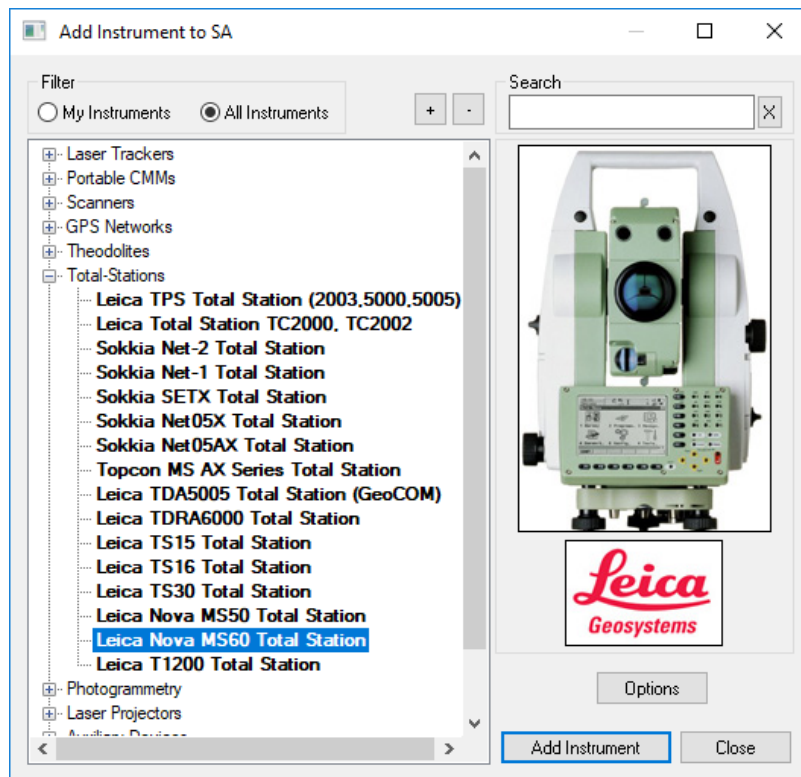 Add Instrument to SA
Filter
My Instruments
All Instruments
+
-
Search
X
Laser Trackers
Portable CMMs
Scanners
GPS Networks
Theodolites
Total-Stations
Leica TPS Total Station (2003,5000,5005)
Leica Total Station TC2000, TC2002
Sokkia Net-2 Total Station
Sokkia Net-1 Total Station
Sokkia SETX Total Station
Sokkia Net05X Total Station
Sokkia Net05AX Total Station
Topcon MS AX Series Total Station
Leica TDA5005 Total Station (GeoCOM)
Leica TDRA6000 Total Station
Leica TS15 Total Station
Leica TS16 Total Station
Leica TS30 Total Station
Leica Nova MS50 Total Station
Leica Nova MS60 Total Station
Leica T1200 Total Station
Photogrammetry
Laser Projectors
Auxiliary Devices
Leica
Geosystems
Options
Add Instrument
Close